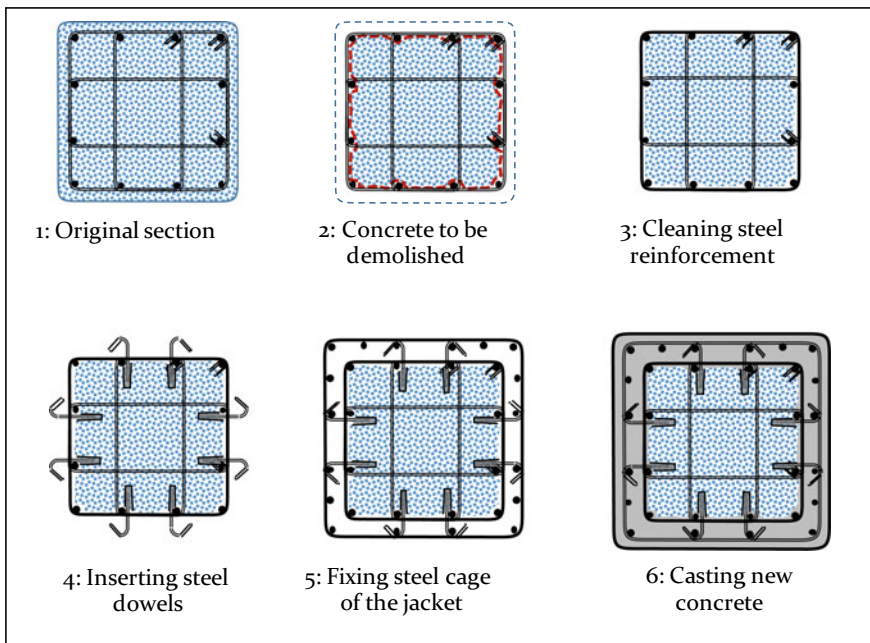 1: Original section
2: Concrete to be
demolished
3: Cleaning steel
reinforcement
4: Inserting steel
dowels
5: Fixing steel cage
of the jacket
6: Casting new
concrete